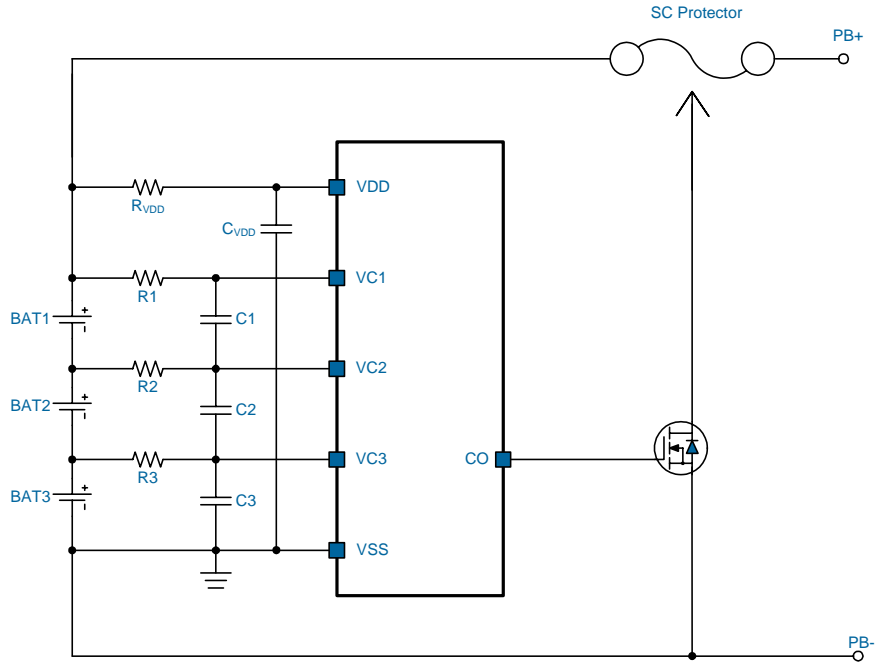 SC Protector
PB+
VDD
RVDD
CVDD
VC1
R1
BAT1
+
C1
VC2
R2
BAT2
+
C2
VC3
CO
R3
BAT3
+
C3
VSS
PB-